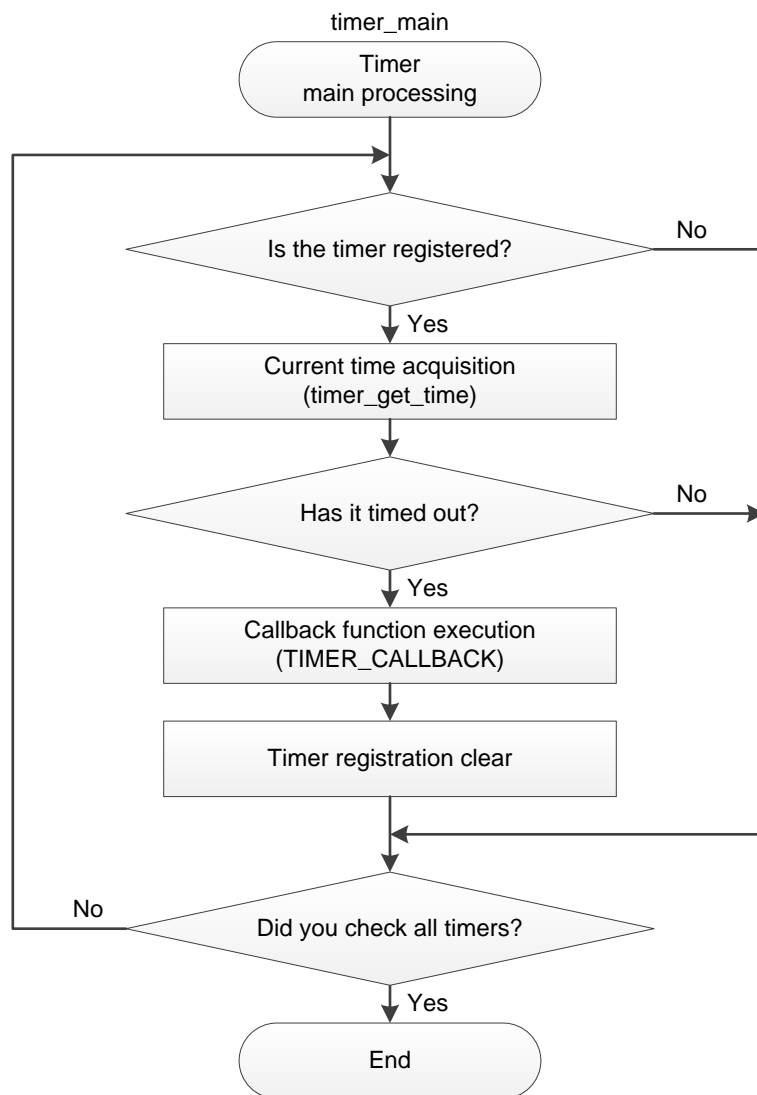 timer_main
Timer
main processing
Is the timer registered?
No
Yes
Current time acquisition
(timer_get_time)
Has it timed out?
No
Yes
Callback function execution
(TIMER_CALLBACK)
Timer registration clear
Did you check all timers?
No
Yes
End